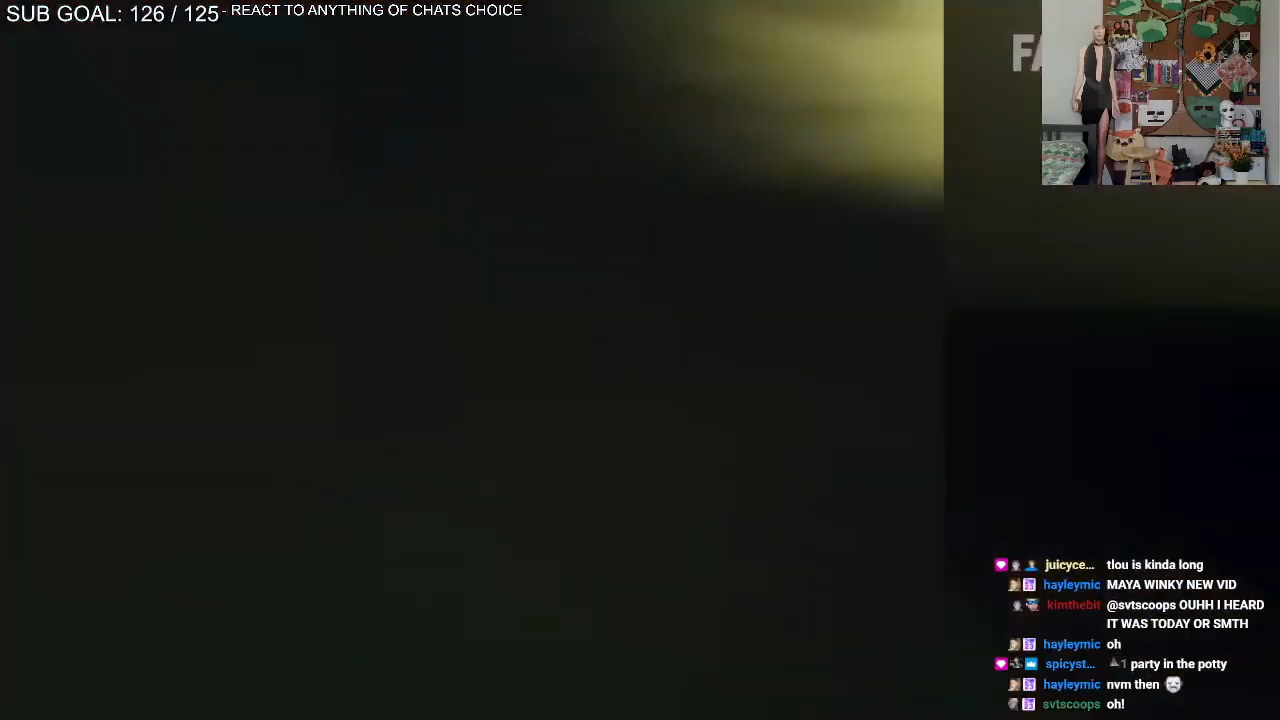 SUB GOAL: 126 / 125 - REACT TO ANYTHING OF CHATS CHOICE
FA
juicyce... tlou is kinda long
hayleymic MAYA WINKY NEW VID
kimthebit @svtscoops OUHH I HEARD
IT WAS TODAY OR SMTH
hayleymic oh
spicyst... 1 party in the potty
hayleymic nvm then
svtscoops oh!